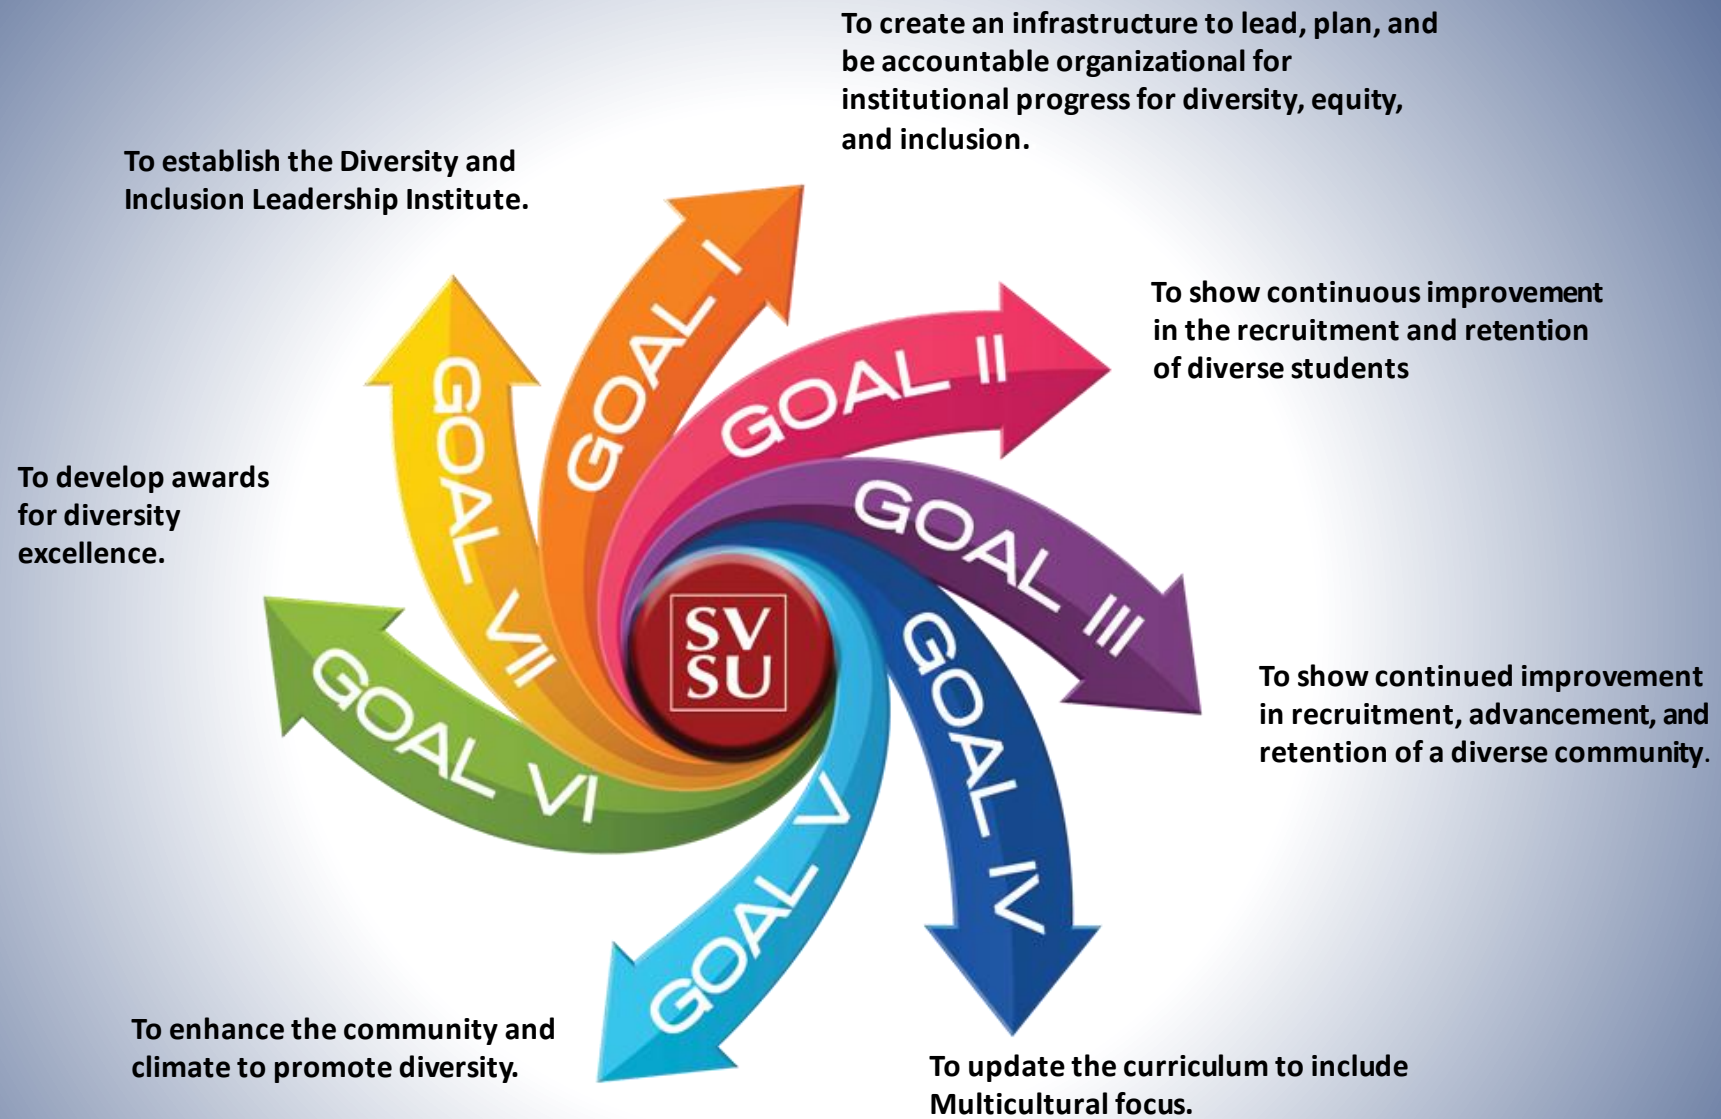 To create an infrastructure to lead, plan, and
be accountable organizational for
institutional progress for diversity, equity,
and inclusion.
To establish the Diversity and
Inclusion Leadership Institute.
GOAL I
To show continuous improvement
in the recruitment and retention
of diverse students
GOAL II
GOAL VII
To develop awards
for diversity
excellence.
GOAL III
SV
SU
GOAL VI
GOAL IV
To show continued improvement
in recruitment, advancement, and
retention of a diverse community.
GOAL V
To enhance the community and
climate to promote diversity.
To update the curriculum to include
Multicultural focus.